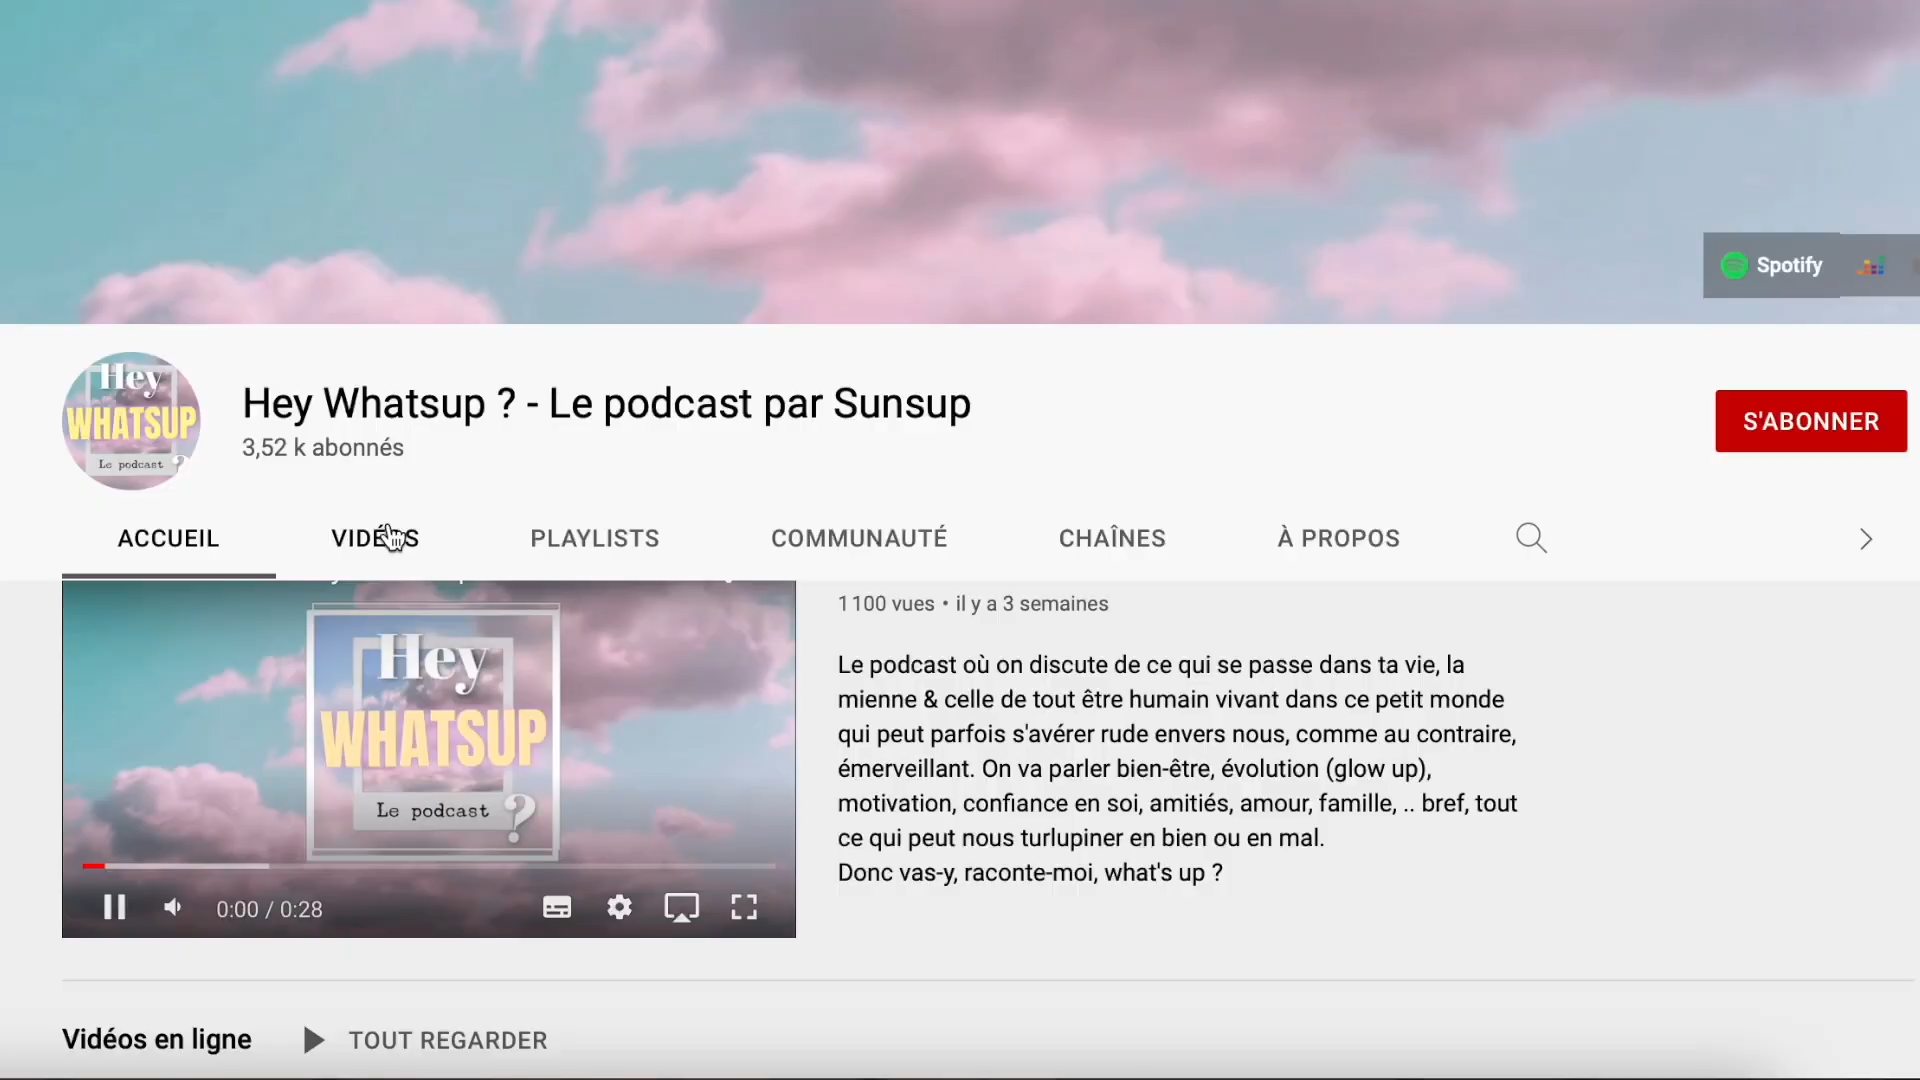 Spotify
Hey
WHATSUP
Le podcast ?
Hey Whatsup ? - Le podcast par Sunsup
3,52 k abonnés
S'ABONNER
ACCUEIL
VIDÉOS
PLAYLISTS
COMMUNAUTÉ
CHAÎNES
À PROPOS
Hey
WHATSUP
Le podcast ?
0:00 / 0:28
1 100 vues • il y a 3 semaines
Le podcast où on discute de ce qui se passe dans ta vie, la
mienne & celle de tout être humain vivant dans ce petit monde
qui peut parfois s'avérer rude envers nous, comme au contraire,
émerveillant. On va parler bien-être, évolution (glow up),
motivation, confiance en soi, amitiés, amour, famille, .. bref, tout
ce qui peut nous turlupiner en bien ou en mal.
Donc vas-y, raconte-moi, what's up ?
Vidéos en ligne
TOUT REGARDER